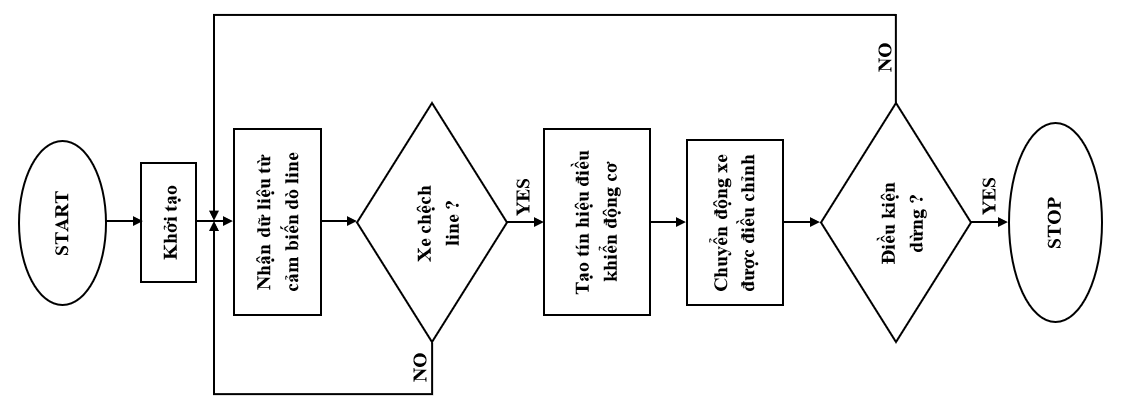 START
Khởi tạo
Nhận dữ liệu từ
cảm biến dò line
Xe chệch
line ?
NO
YES
Tạo tín hiệu điều
khiển động cơ
Chuyển động xe
được điều chỉnh
Điều kiện
dừng ?
NO
YES
STOP